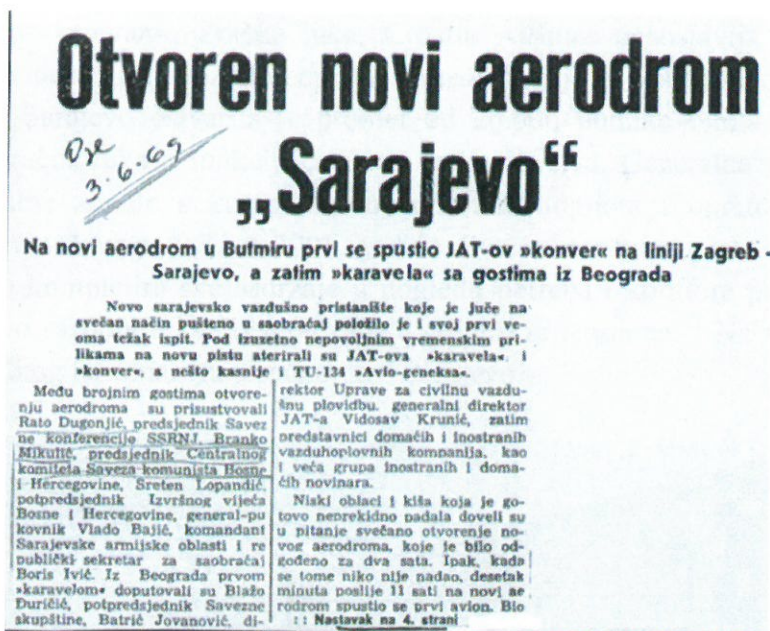 Otvoren novi aerodrom
„Sarajevo“
3.6.69
Na novi aerodrom u Butmiru prvi se spustio JAT-ov »konver« na liniji Zagreb -
Sarajevo, a zatim »karavela« sa gostima iz Beograda
Novo sarajevsko vazdušno pristanište koje je juče na
svečan način pušteno u saobraćaj položilo je i svoj prvi ve
oma težak ispit. Pod izuzetno nepovoljnim vremenskim pri
likama na novu pistu aterirali su JAT-ova »karavela« i
»konver«, a nešto kasnije i TU-134 »Avio-geneksa«.
Među brojnim gostima otvore-
nju aerodroma su prisustvovali
Rato Dugonjić, predsjednik Savez
ne konferencije SSRNJ, Branko
Mikulić, predsjednik Centralnog
komiteta Saveza komunista Bosne
i Hercegovine, Sreten Lopandić,
potpredsjednik Izvršnog vijeća
Bosne i Hercegovine, general-pu
kovnik Vlado Bajić, komandant
Sarajevske armijske oblasti i re
publički sekretar za saobraćaj
Boris Ivić. Iz Beograda prvom
»karavelom« doputovali su Blažo
Đuričić, potpredsjednik Savezne
skupštine, Batrić Jovanović, di-
rektor Uprave za civilnu vazdu-
šnu plovidbu, generalni direktor
JAT-a Vidosav Krunić, zatim
predstavnici domaćih i inostranih
vazduhoplovnih kompanija, kao
i veća grupa inostranih i doma-
ćih novinara.
Niski oblaci i kiša koja je go-
tovo neprekidno padala doveli su
u pitanje svečano otvorenje no-
vog aerodroma, koje je bilo od-
gođeno za dva sata. Ipak, kada
se tome niko nije nadao, desetak
minuta poslije 11 sati na novi ae
rodrom spustio se prvi avion. Bio
:: Nastavak na 4. strani